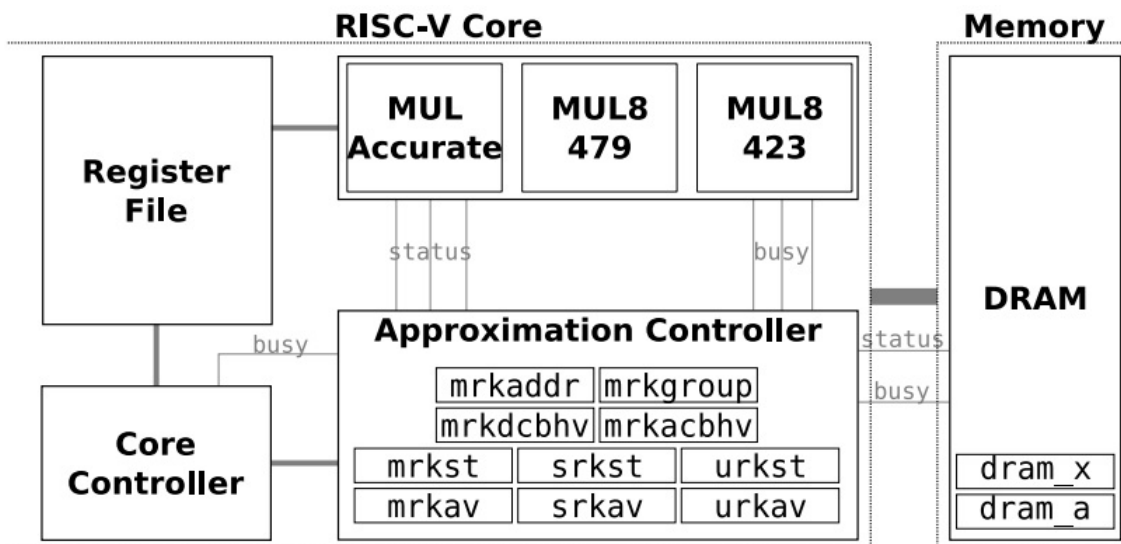 RISC-V Core
Memory
Register
File
MUL
Accurate
MUL8
479
MUL8
423
status
busy
DRAM
Approximation Controller
busy
status
busy
mrkaddr
mrkgroup
mrkdcbhv
mrkacbhv
Core
Controller
mrkst
srkst
urkst
mrkav
srkav
urkav
dram_x
dram_a